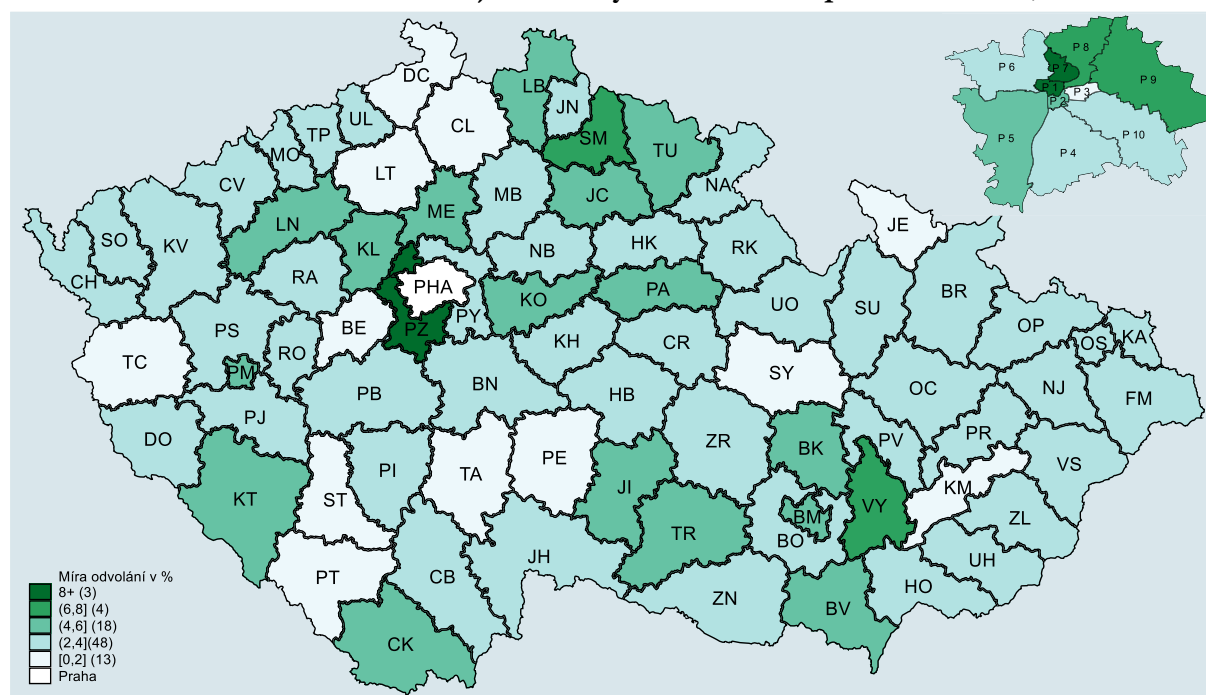 DC
LB
JN
UL
CL
TP
SM
MO
TU
LT
CV
MB
NA
ME
JC
LN
JE
SO
KV
KL
NB
HK
RK
RA
CH
PHA
PA
KO
UO
SU
BR
PS
BE
PZ
PY
OP
KA
OS
RO
KH
CR
TC
PM
SY
BN
OC
NJ
PB
HB
FM
PJ
DO
ZR
PV
PR
BK
PE
VS
PI
TA
JI
KT
ST
KM
VY
BM
ZL
TR
BO
JH
UH
PT
CB
HO
ZN
BV
CK
P 8
P 6
P 7
P 9
P 1
P 3
P 2
P 5
P 10
P 4
Míra odvolání v %
8+ (3)
(6,8] (4)
(4,6] (18)
(2,4](48)
[0,2] (13)
Praha